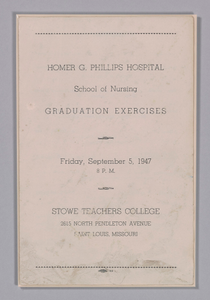 HOMER G. PHILLIPS HOSPITAL
School of Nursing
GRADUATION EXERCISES
Friday, September 5, 1947
8 P. M.
STOWE TEACHERS COLLEGE
2615 NORTH PENDLETON AVENUE
SAINT LOUIS, MISSOURI